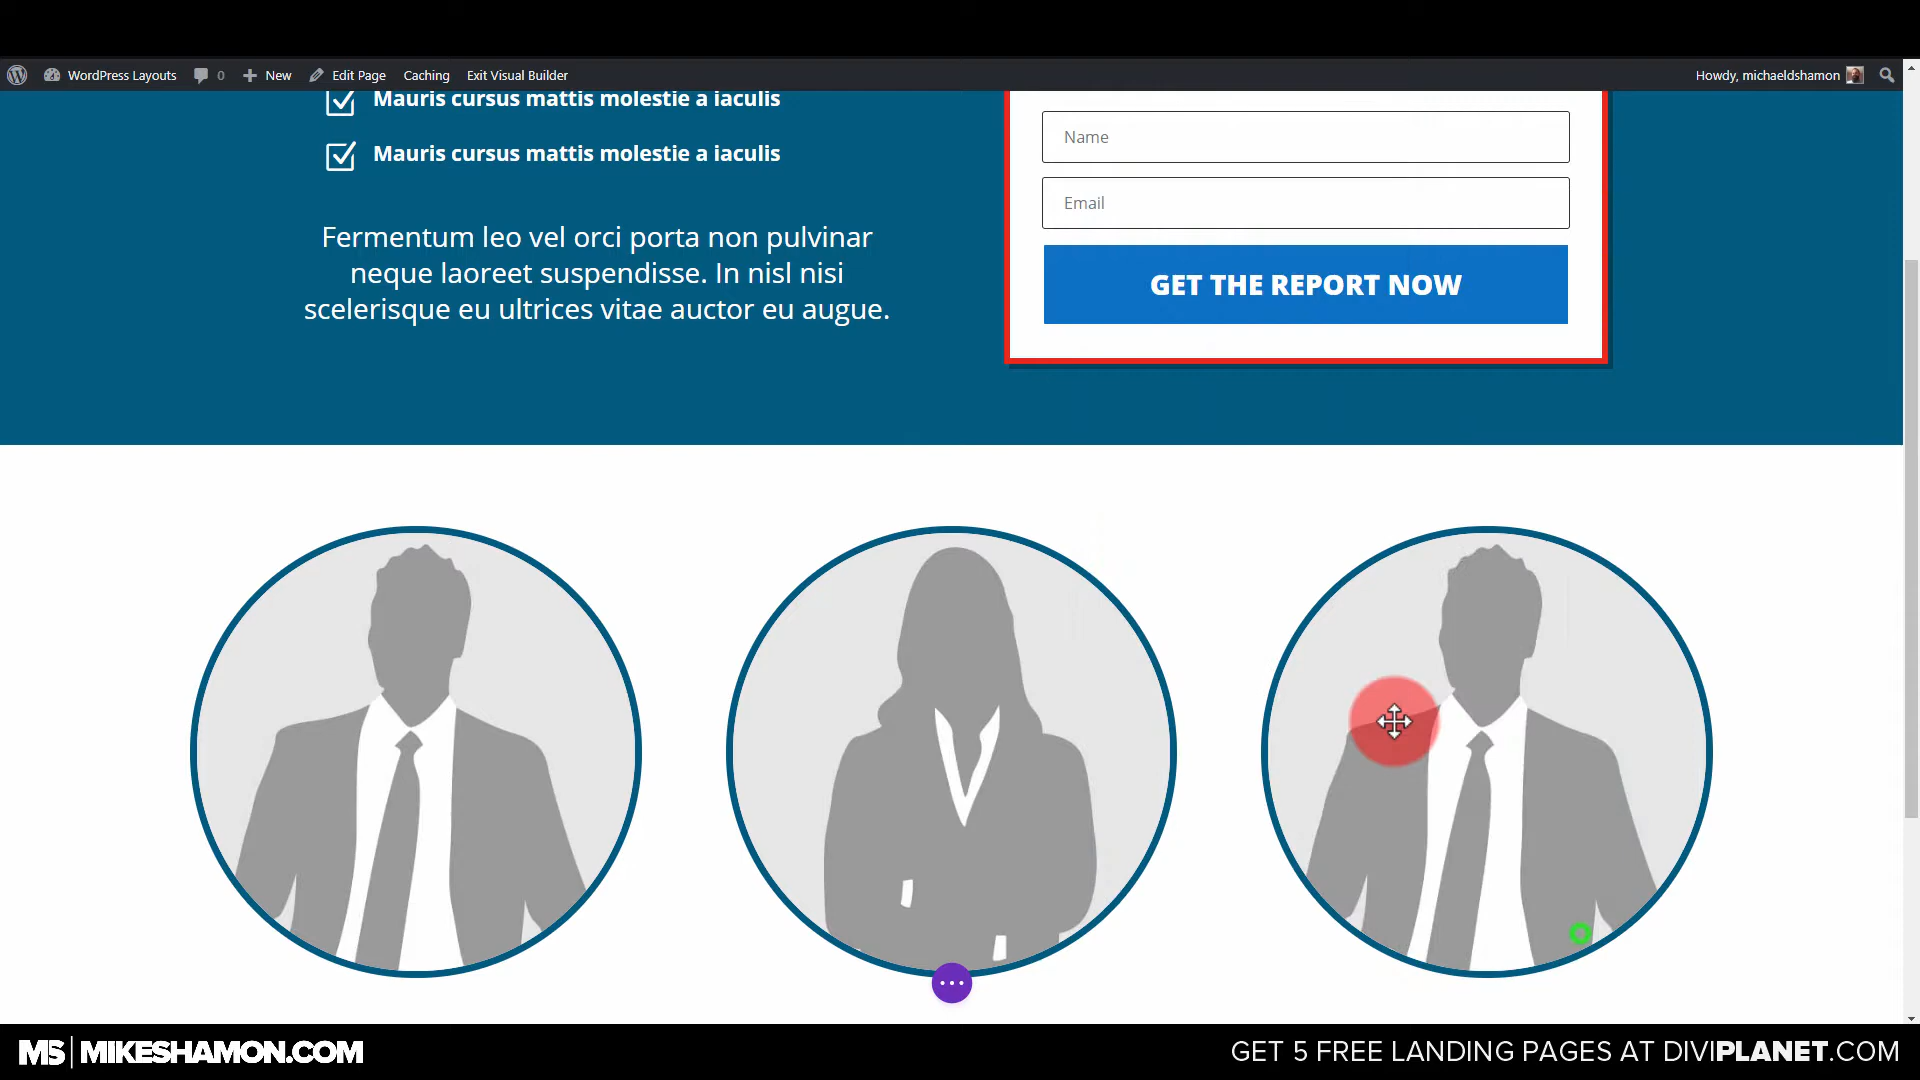 WordPress Layouts 0 New Edit Page Caching Exit Visual Builder Howdy, michaeldshamon
Mauris cursus mattis molestie a iaculis
Mauris cursus mattis molestie a iaculis
Fermentum leo vel orci porta non pulvinar
neque laoreet suspendisse. In nisl nisi
scelerisque eu ultrices vitae auctor eu augue.
Name
Email
GET THE REPORT NOW
MS MIKESHAMON.COM
GET 5 FREE LANDING PAGES AT DIVIPLANET.COM